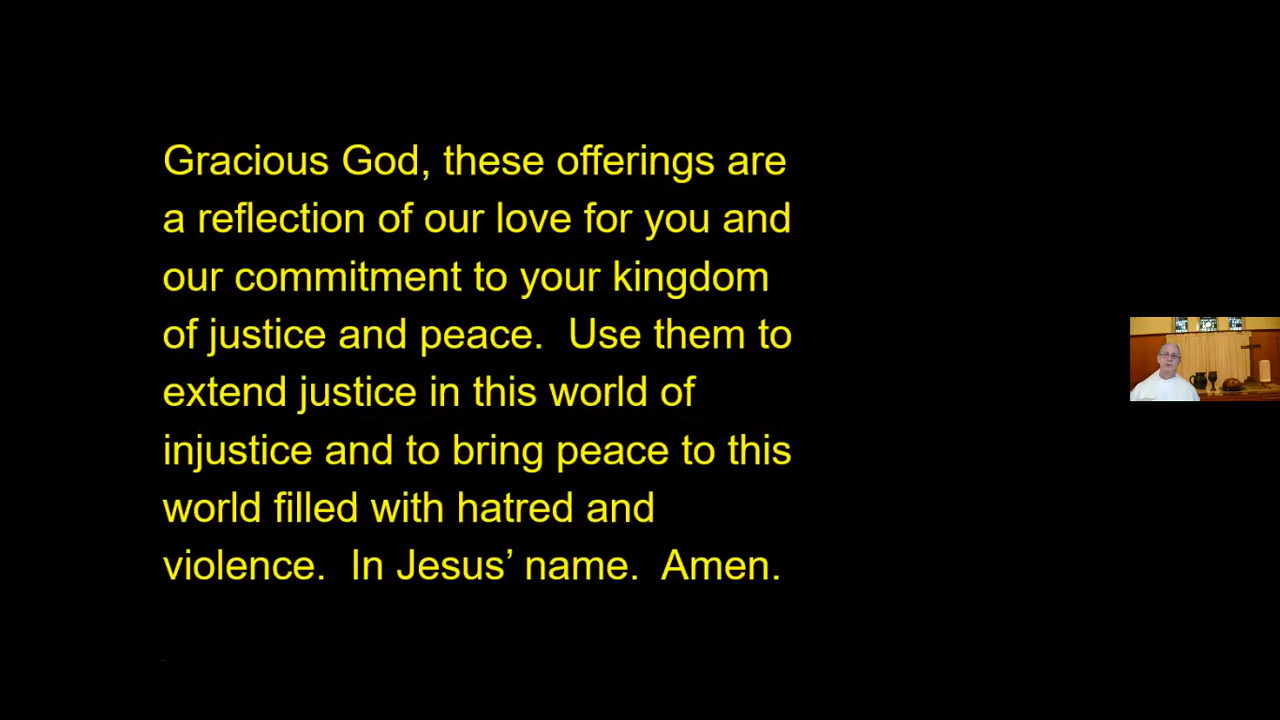 Gracious God, these offerings are
a reflection of our love for you and
our commitment to your kingdom
of justice and peace.  Use them to
extend justice in this world of
injustice and to bring peace to this
world filled with hatred and
violence.  In Jesus’ name.  Amen.